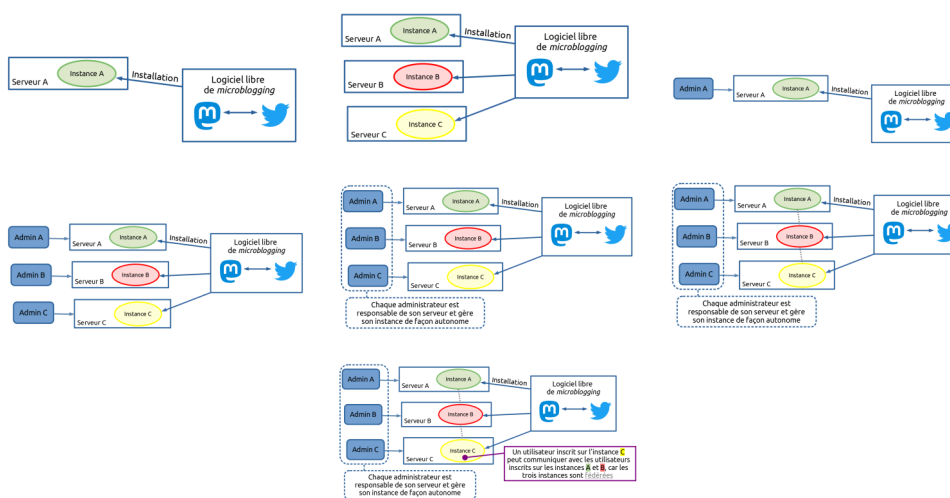 Instance A
Serveur A
Installation
Logiciel libre
de microblogging
Instance A
Serveur A
Installation
Instance B
Serveur B
Instance C
Serveur C
Logiciel libre
de microblogging
Admin A
Instance A
Serveur A
Installation
Logiciel libre
de microblogging
Admin A
Instance A
Serveur A
Installation
Admin B
Instance B
Serveur B
Admin C
Instance C
Serveur C
Logiciel libre
de microblogging
Admin A
Instance A
Serveur A
Installation
Admin B
Instance B
Serveur B
Admin C
Instance C
Serveur C
Logiciel libre
de microblogging
Chaque administrateur est
responsable de son serveur et gère
son instance de façon autonome
Admin A
Instance A
Serveur A
Installation
Admin B
Instance B
Serveur B
Admin C
Instance C
Serveur C
Logiciel libre
de microblogging
Chaque administrateur est
responsable de son serveur et gère
son instance de façon autonome
Admin A
Instance A
Serveur A
Installation
Admin B
Instance B
Serveur B
Admin C
Instance C
Serveur C
Logiciel libre
de microblogging
Un utilisateur inscrit sur l'instance C
peut communiquer avec les utilisateurs
inscrits sur les instances A et B, car les
trois instances sont fédérées
Chaque administrateur est
responsable de son serveur et gère
son instance de façon autonome